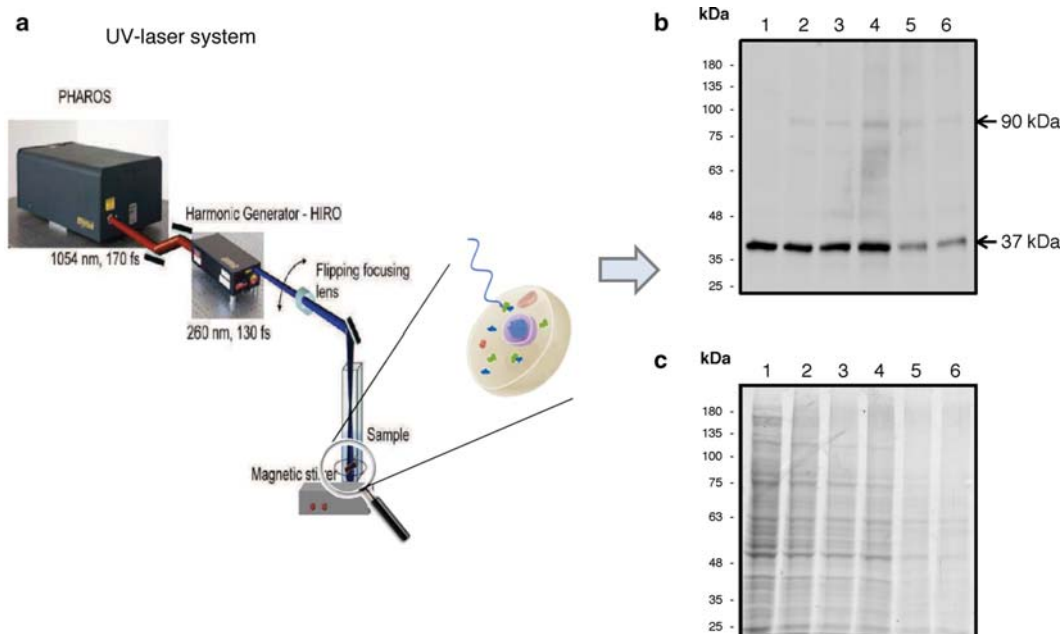 a
UV-laser system
PHAROS
1054 nm, 170 fs
Harmonic Generator - HIRO
260 nm, 130 fs
Flipping focusing
lens
Sample
Magnetic stirrer
b
kDa
1 2 3 4 5 6
180 -
135 -
100 -
75 -
63 -
48 -
35 -
25 -
90 kDa
37 kDa
c
kDa
1 2 3 4 5 6
180 -
135 -
100 -
75 -
63 -
48 -
35 -
25 -